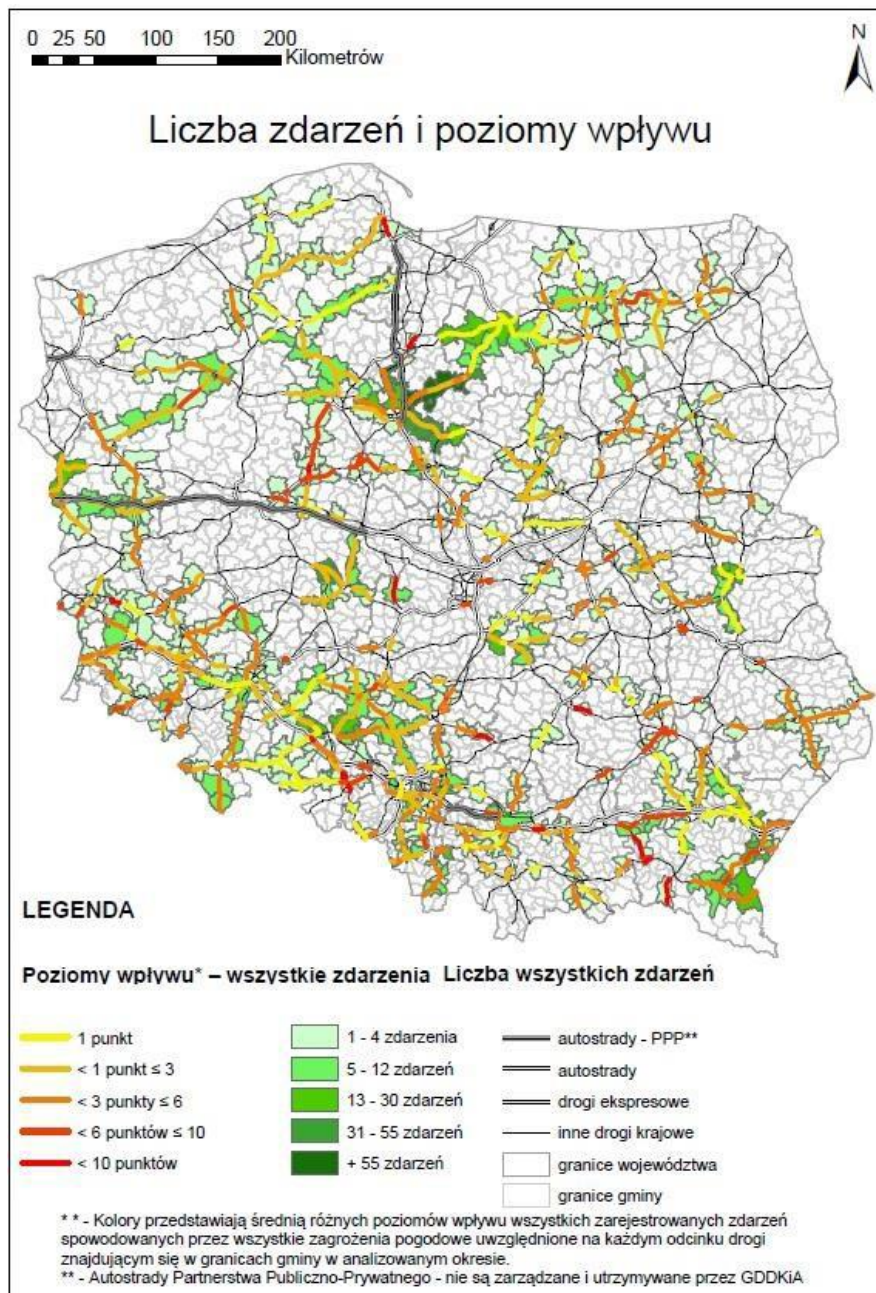 0 25 50 100 150 200
Kilometrów
N
Liczba zdarzeń i poziomy wpływu
LEGENDA
Poziomy wpływu* – wszystkie zdarzenia Liczba wszystkich zdarzeń
1 punkt
< 1 punkt ≤ 3
< 3 punkty ≤ 6
< 6 punktów ≤ 10
< 10 punktów
1 - 4 zdarzenia
5 - 12 zdarzeń
13 - 30 zdarzeń
31 - 55 zdarzeń
+ 55 zdarzeń
autostrady - PPP**
autostrady
drogi ekspresowe
inne drogi krajowe
granice województwa
granice gminy
* * - Kolory przedstawiają średnią różnych poziomów wpływu wszystkich zarejestrowanych zdarzeń
spowodowanych przez wszystkie zagrożenia pogodowe uwzględnione na każdym odcinku drogi
znajdującym się w granicach gminy w analizowanym okresie.
** - Autostrady Partnerstwa Publiczno-Prywatnego - nie są zarządzane i utrzymywane przez GDDKiA